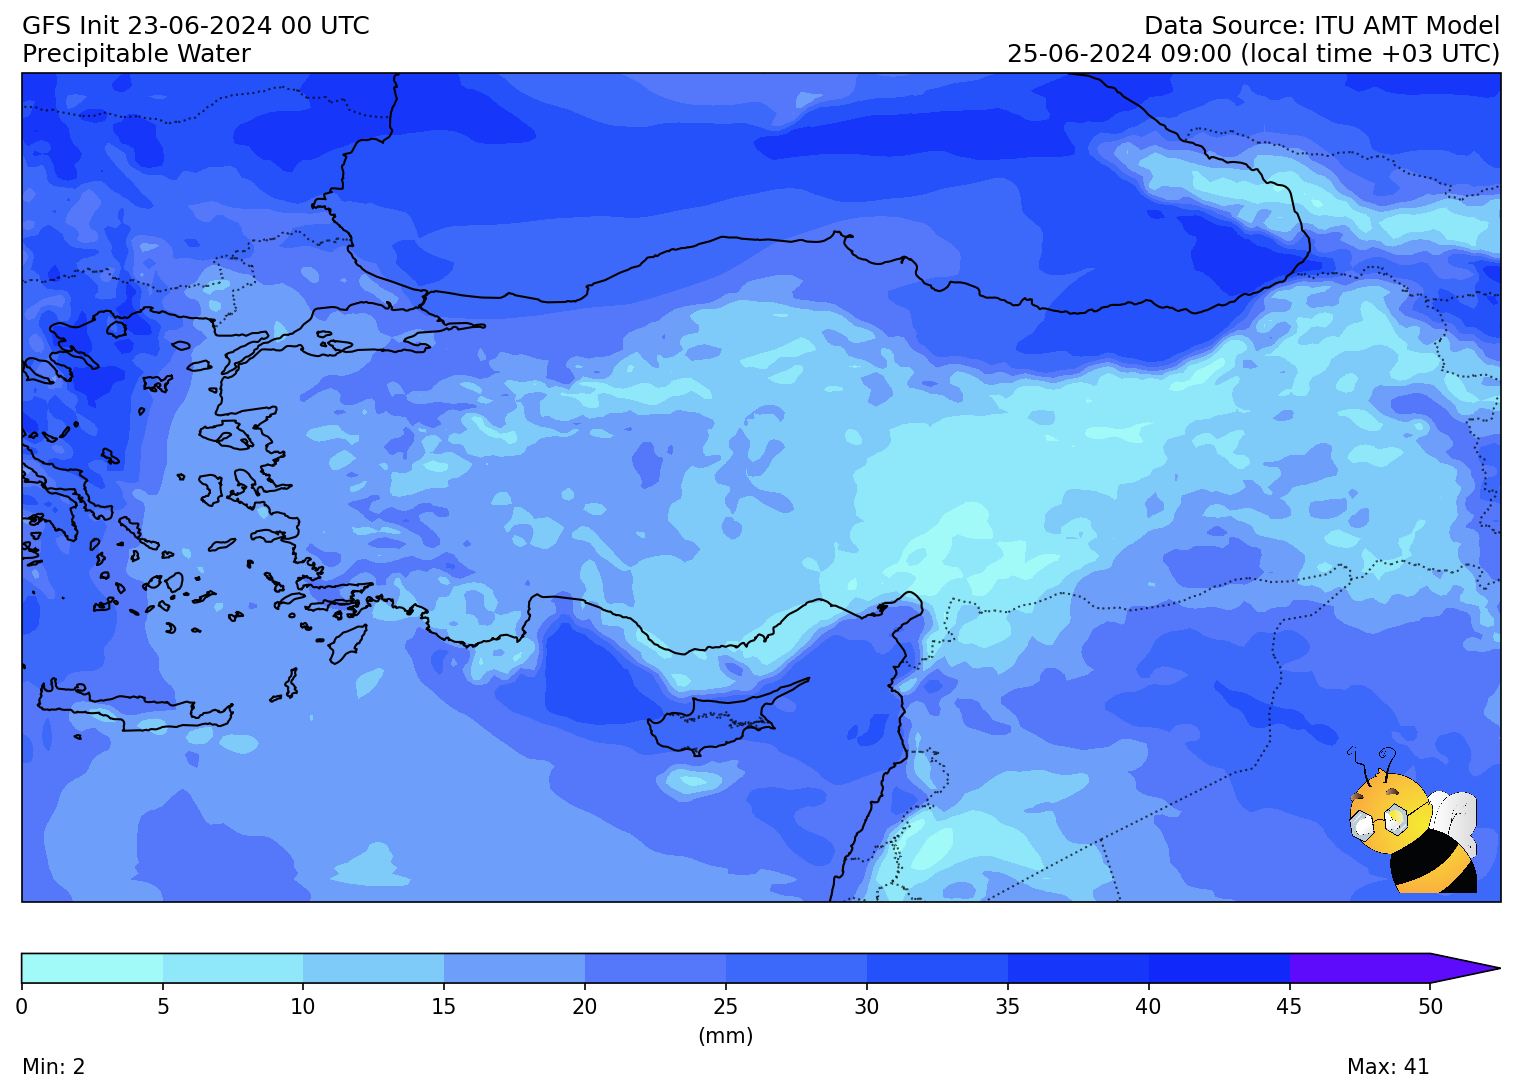 GFS Init 23-06-2024 00 UTC
Data Source: ITU AMT Model
Precipitable Water
25-06-2024 09:00 (local time +03 UTC)
0 5 10 15 20 25 30 35 40 45 50
(mm)
Min: 2
Max: 41